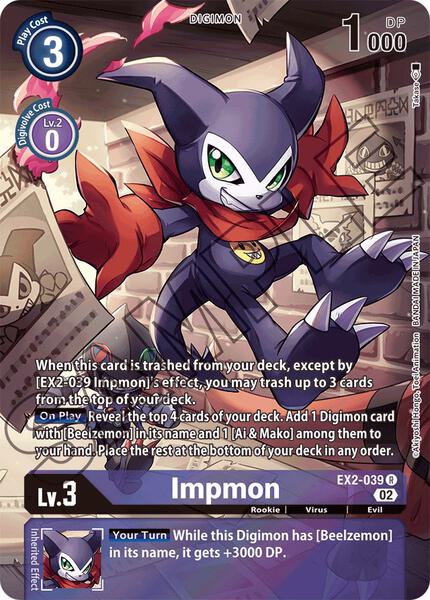 DIGIMON
Play Cost
3
1000
DP
Digivolve Cost
Lv.2
0
Takase
BANDAI MADE IN JAPAN
©Akiyoshi Hongo, Toei Animation
When this card is trashed from your deck, except by
[EX2-039 Impmon]'s effect, you may trash up to 3 cards
from the top of your deck.
On Play Reveal the top 4 cards of your deck. Add 1 Digimon card
with [Beelzemon] in its name and 1 [Ai & Mako] among them to
your hand. Place the rest at the bottom of your deck in any order.
Lv.3
Impmon
EX2-039 R
02
Rookie Virus Evil
Inherited Effect
Your Turn While this Digimon has [Beelzemon]
in its name, it gets +3000 DP.